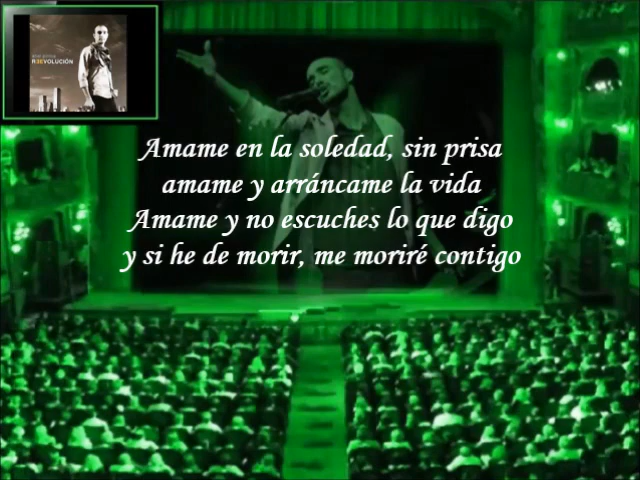 REEVOLUCIÓN
Amame en la soledad, sin prisa
amame y arráncame la vida
Amame y no escuches lo que digo
y si he de morir, me moriré contigo